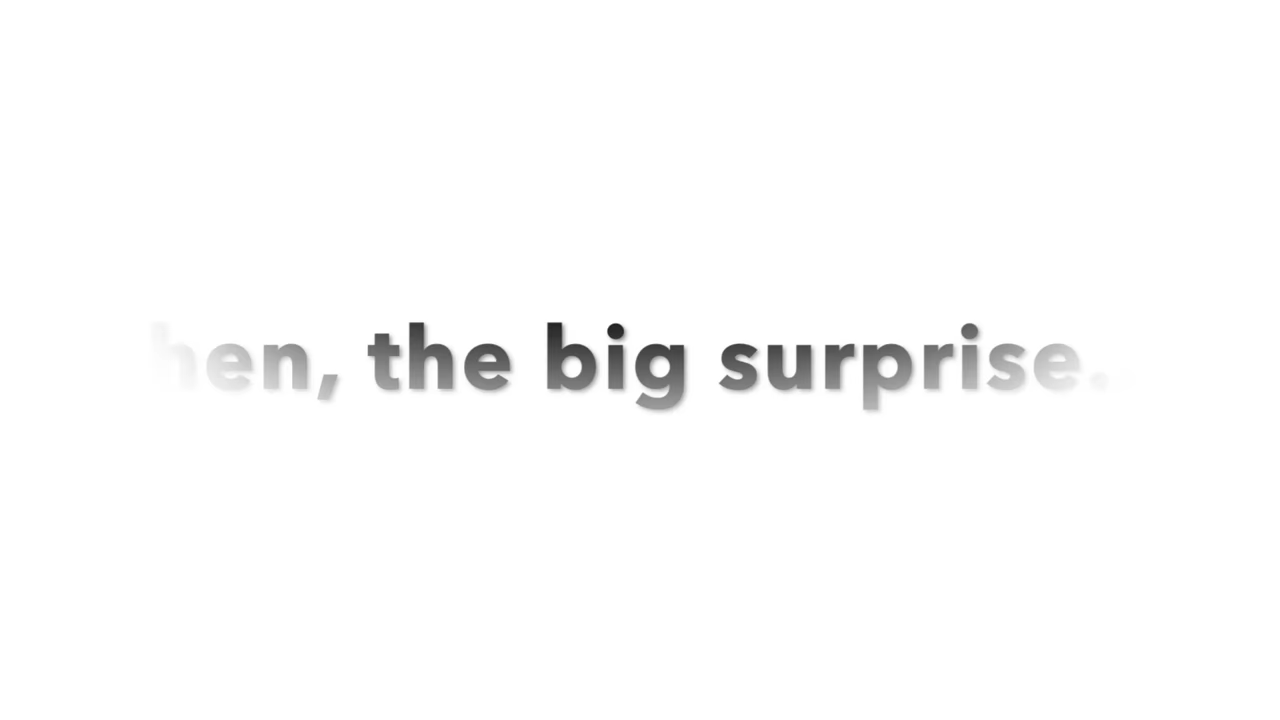 hen, the big surprise.